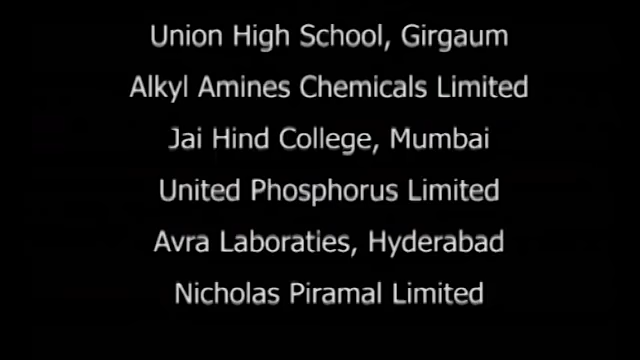 Union High School, Girgaum
Alkyl Amines Chemicals Limited
Jai Hind College, Mumbai
United Phosphorus Limited
Avra Laboraties, Hyderabad
Nicholas Piramal Limited